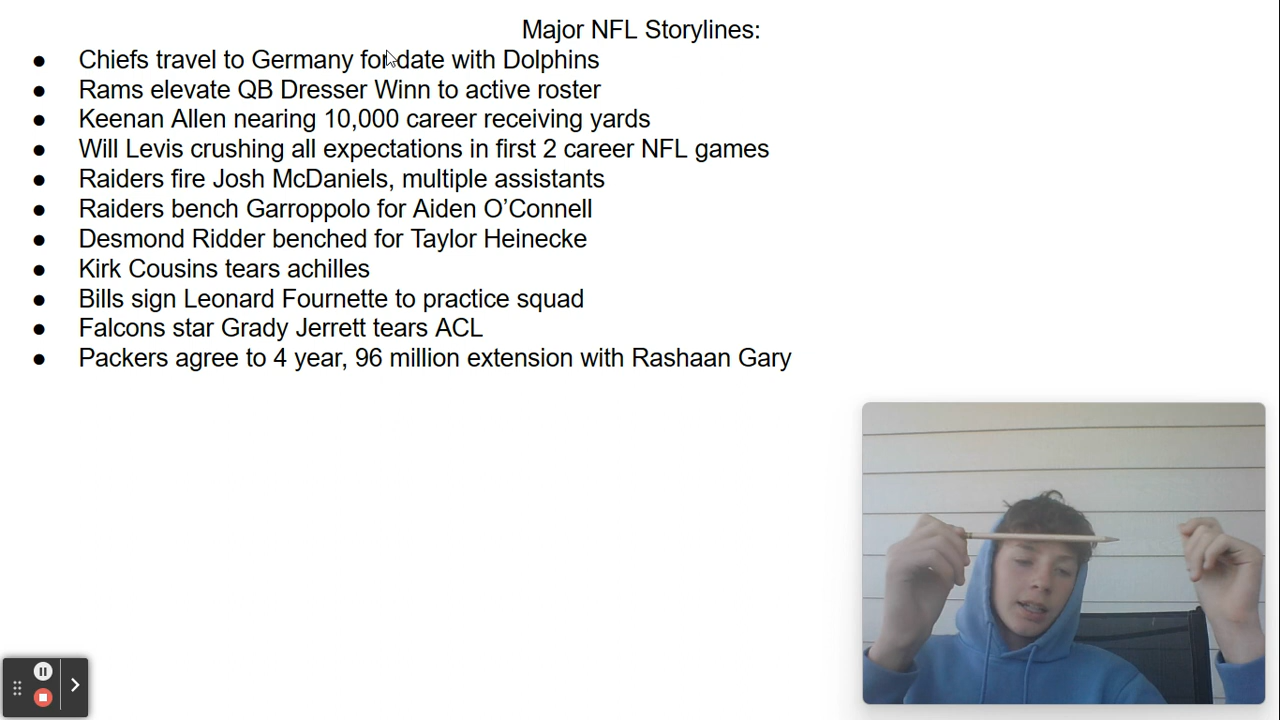 Major NFL Storylines:
● Chiefs travel to Germany for date with Dolphins
● Rams elevate QB Dresser Winn to active roster
● Keenan Allen nearing 10,000 career receiving yards
● Will Levis crushing all expectations in first 2 career NFL games
● Raiders fire Josh McDaniels, multiple assistants
● Raiders bench Garroppolo for Aiden O’Connell
● Desmond Ridder benched for Taylor Heinecke
● Kirk Cousins tears achilles
● Bills sign Leonard Fournette to practice squad
● Falcons star Grady Jerrett tears ACL
● Packers agree to 4 year, 96 million extension with Rashaan Gary